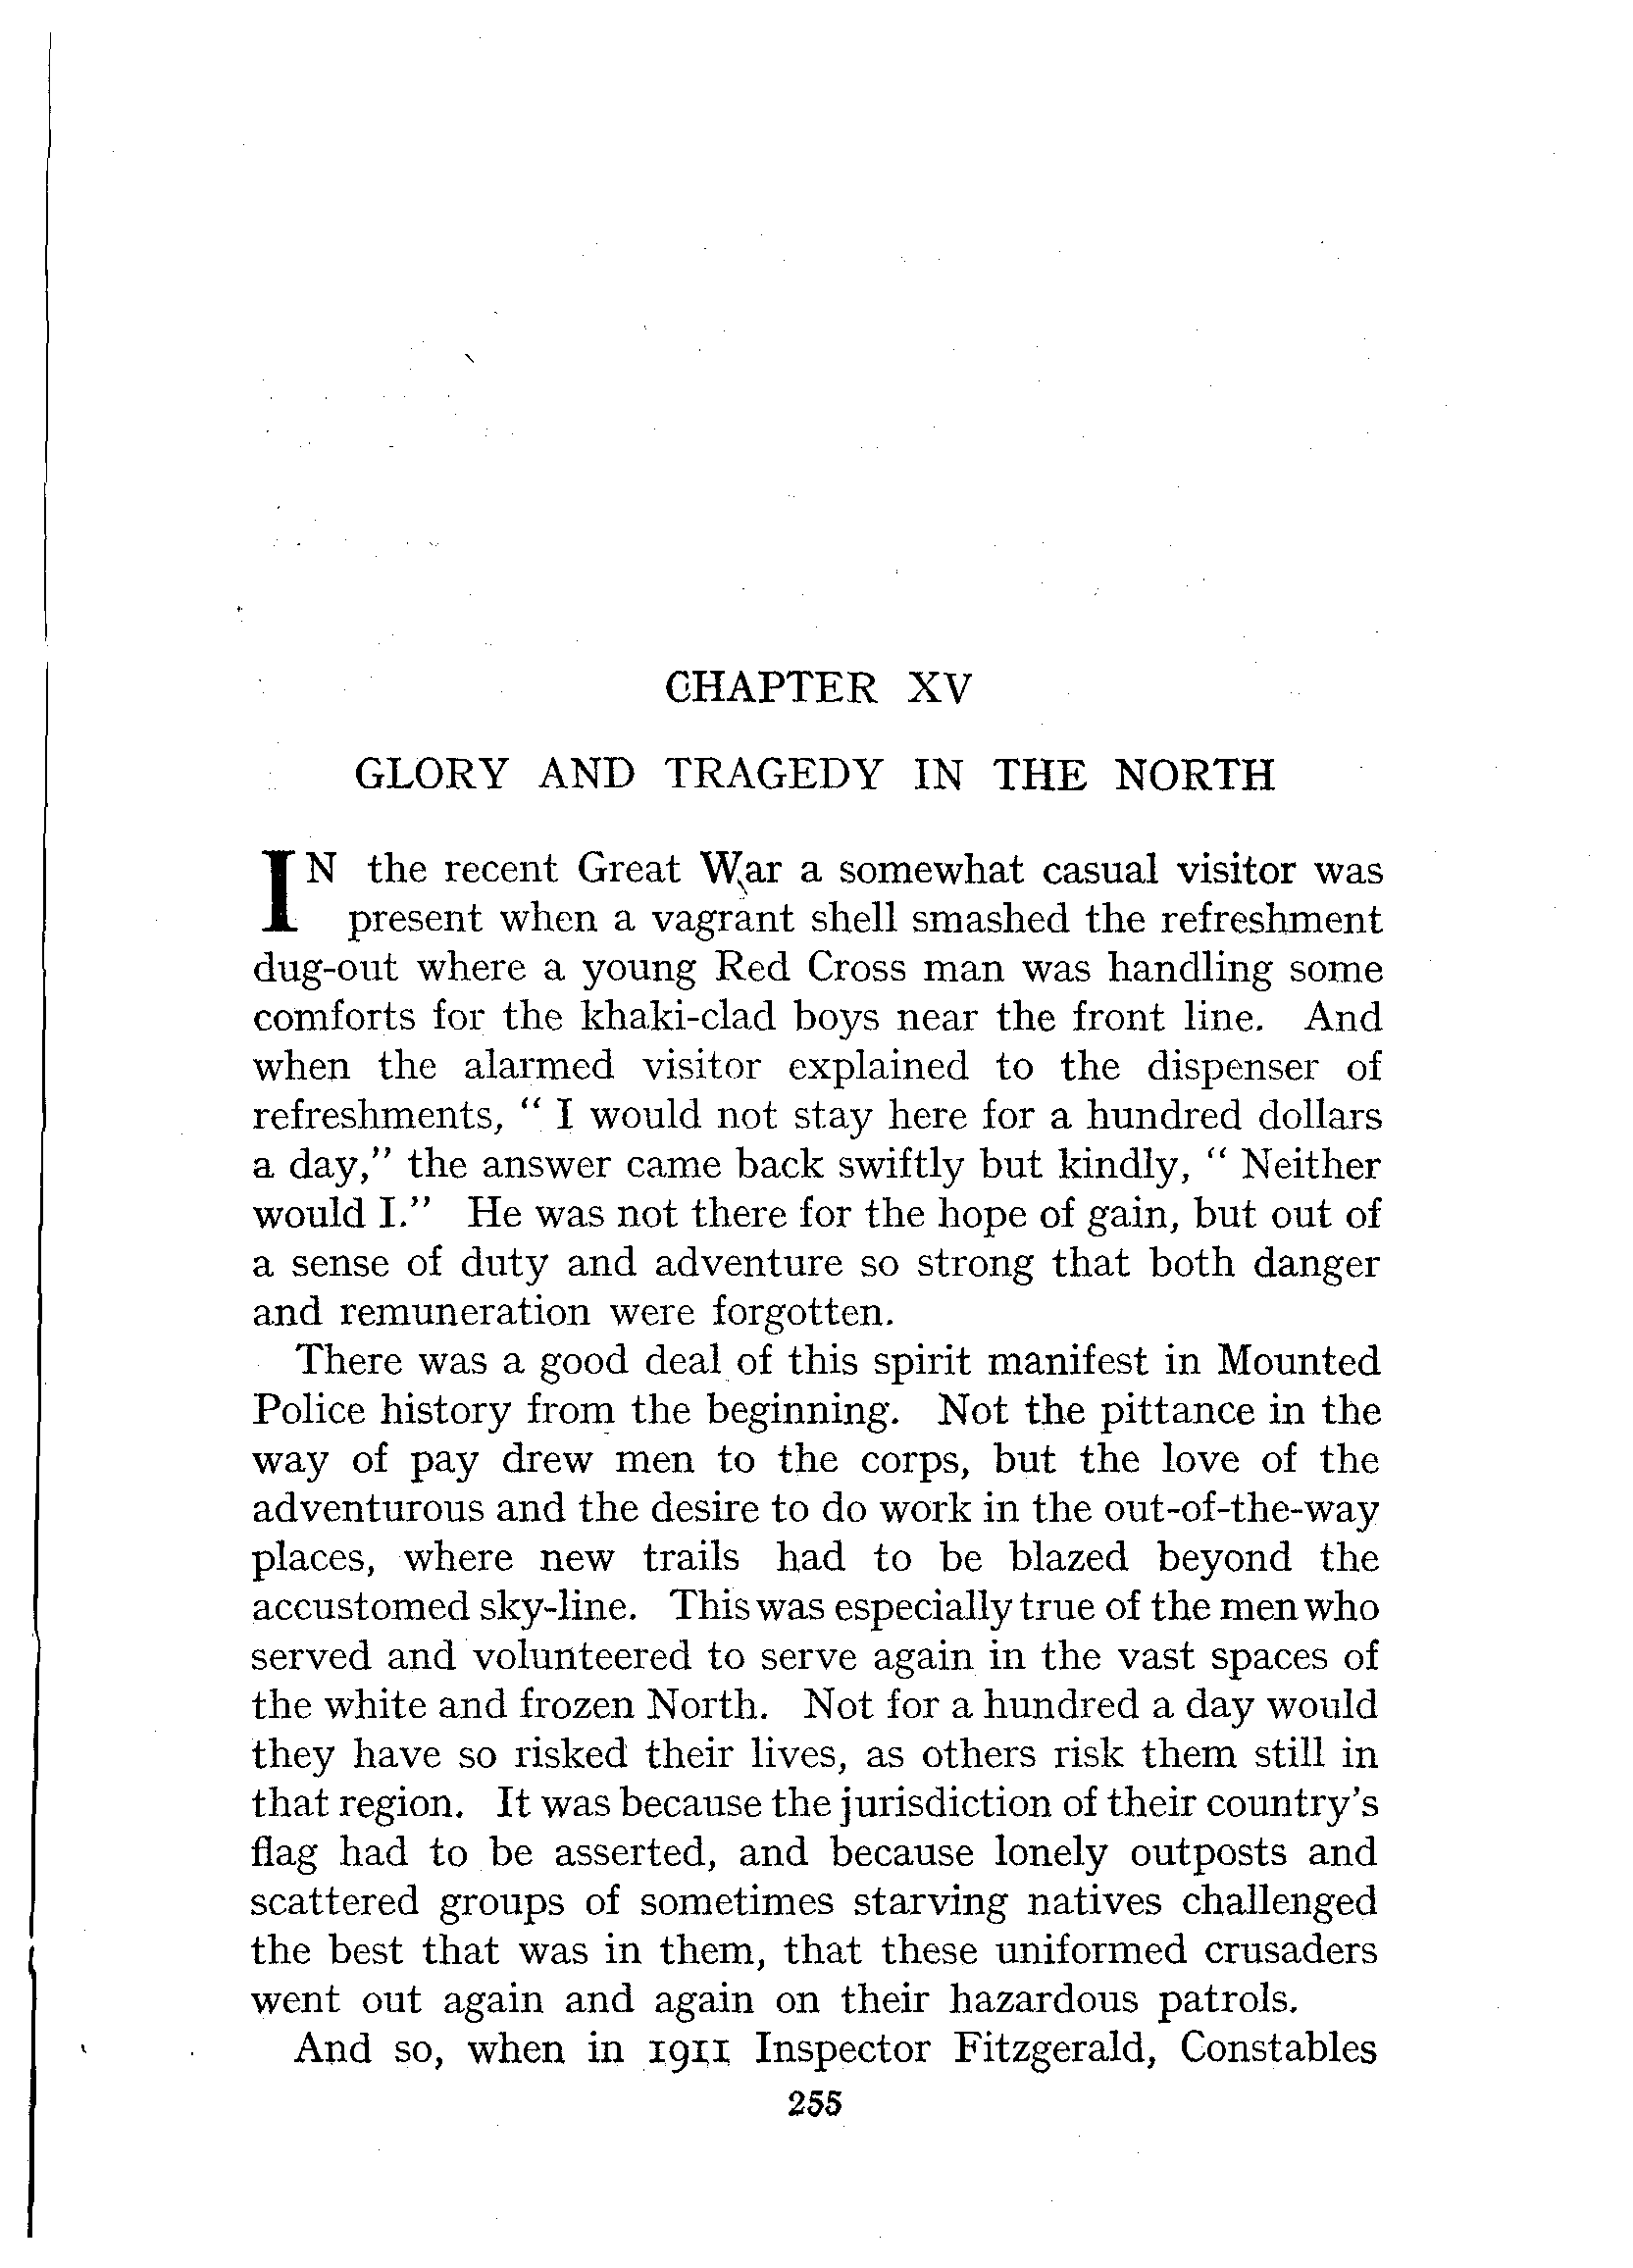 CHAPTER XV
GLORY AND TRAGEDY IN THE NORTH
IN the recent Great War a somewhat casual visitor was
present when a vagrant shell smashed the refreshment
dug-out where a young Red Cross man was handling some
comforts for the khaki-clad boys near the front line. And
when the alarmed visitor explained to the dispenser of
refreshments, " I would not stay here for a hundred dollars
a day," the answer came back swiftly but kindly, " Neither
would I." He was not there for the hope of gain, but out of
a sense of duty and adventure so strong that both danger
and remuneration were forgotten.
There was a good deal of this spirit manifest in Mounted
Police history from the beginning. Not the pittance in the
way of pay drew men to the corps, but the love of the
adventurous and the desire to do work in the out-of-the-way
places, where new trails had to be blazed beyond the
accustomed sky-line. This was especially true of the men who
served and volunteered to serve again in the vast spaces of
the white and frozen North. Not for a hundred a day would
they have so risked their lives, as others risk them still in
that region. It was because the jurisdiction of their country's
flag had to be asserted, and because lonely outposts and
scattered groups of sometimes starving natives challenged
the best that was in them, that these uniformed crusaders
went out again and again on their hazardous patrols.
And so, when in 1911 Inspector Fitzgerald, Constables
255